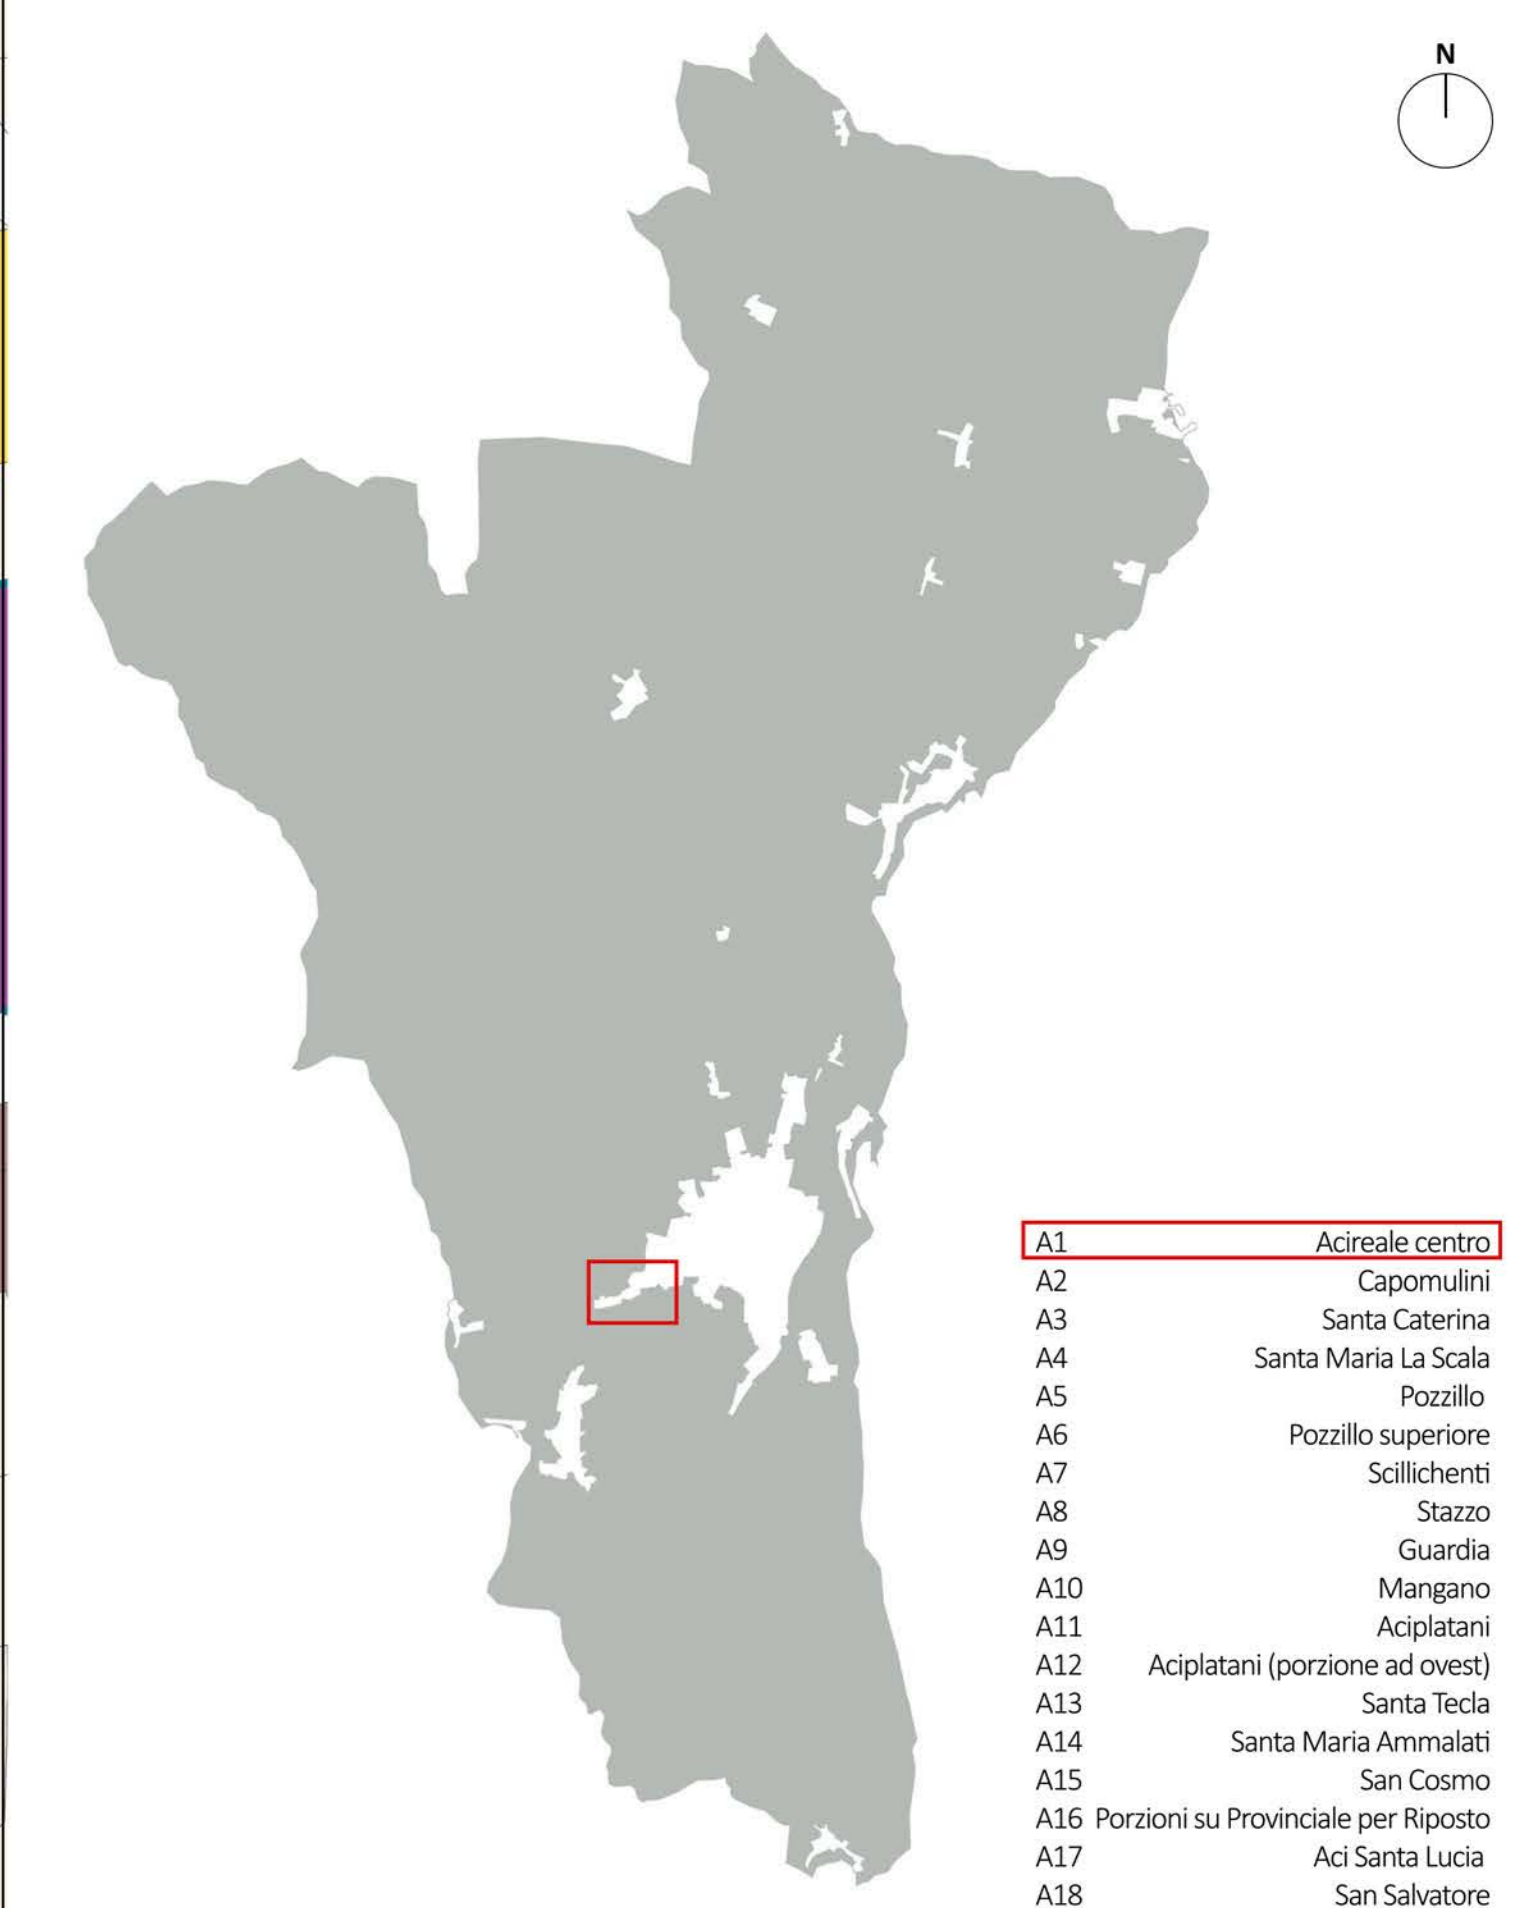 N
A1 Acireale centro
A2 Capomulini
A3 Santa Caterina
A4 Santa Maria La Scala
A5 Pozzillo
A6 Pozzillo superiore
A7 Scillichenti
A8 Stazzo
A9 Guardia
A10 Mangano
A11 Aciplatani
A12 Aciplatani (porzione ad ovest)
A13 Santa Tecla
A14 Santa Maria Ammalati
A15 San Cosmo
A16 Porzioni su Provinciale per Riposto
A17 Aci Santa Lucia
A18 San Salvatore